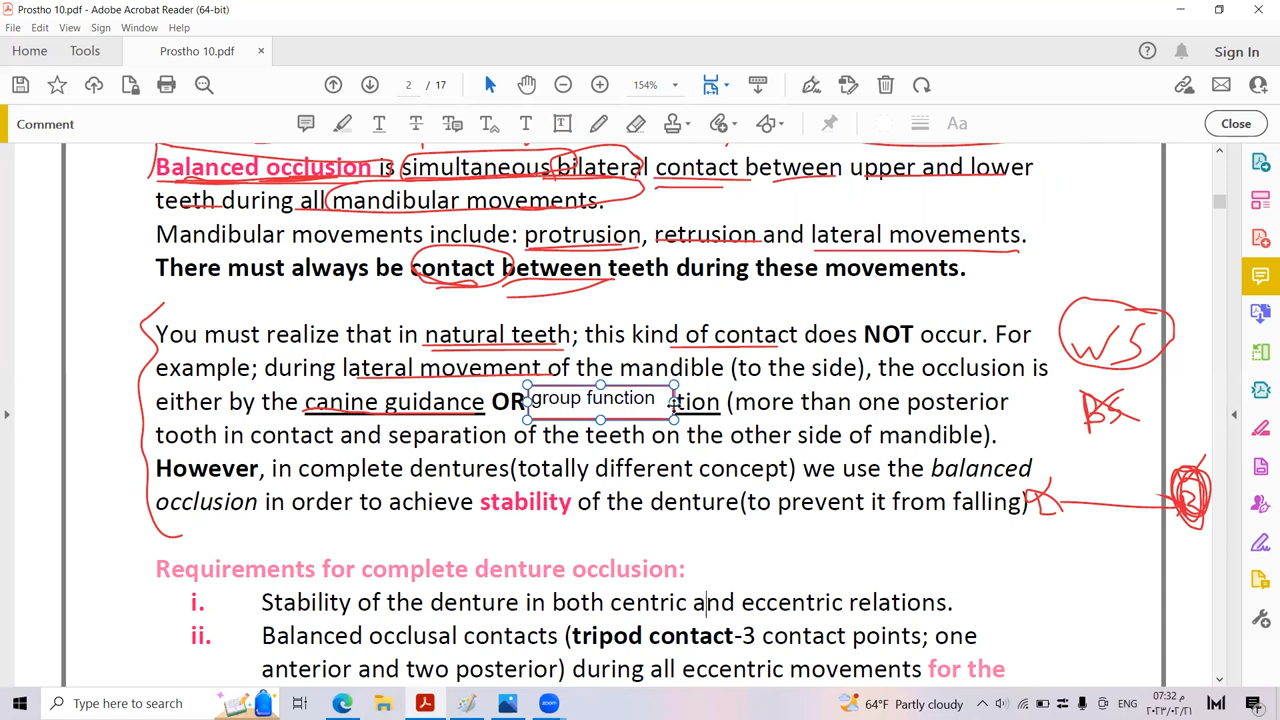 Prostho 10.pdf - Adobe Acrobat Reader (64-bit)
File Edit View Sign Window Help
Home Tools Prostho 10.pdf × Sign In
2 / 17 154%
Comment Close
Balanced occlusion is simultaneous bilateral contact between upper and lower
teeth during all mandibular movements.
Mandibular movements include: protrusion, retrusion and lateral movements.
There must always be contact between teeth during these movements.
You must realize that in natural teeth; this kind of contact does NOT occur. For
WS
example; during lateral movement of the mandible (to the side), the occlusion is
either by the canine guidance OR group function tion (more than one posterior
BS
tooth in contact and separation of the teeth on the other side of mandible).
However, in complete dentures(totally different concept) we use the balanced
occlusion in order to achieve stability of the denture(to prevent it from falling)
Requirements for complete denture occlusion:
i. Stability of the denture in both centric and eccentric relations.
ii. Balanced occlusal contacts (tripod contact-3 contact points; one
anterior and two posterior) during all eccentric movements for the
Type here to search 64°F Partly cloudy 07:32 م